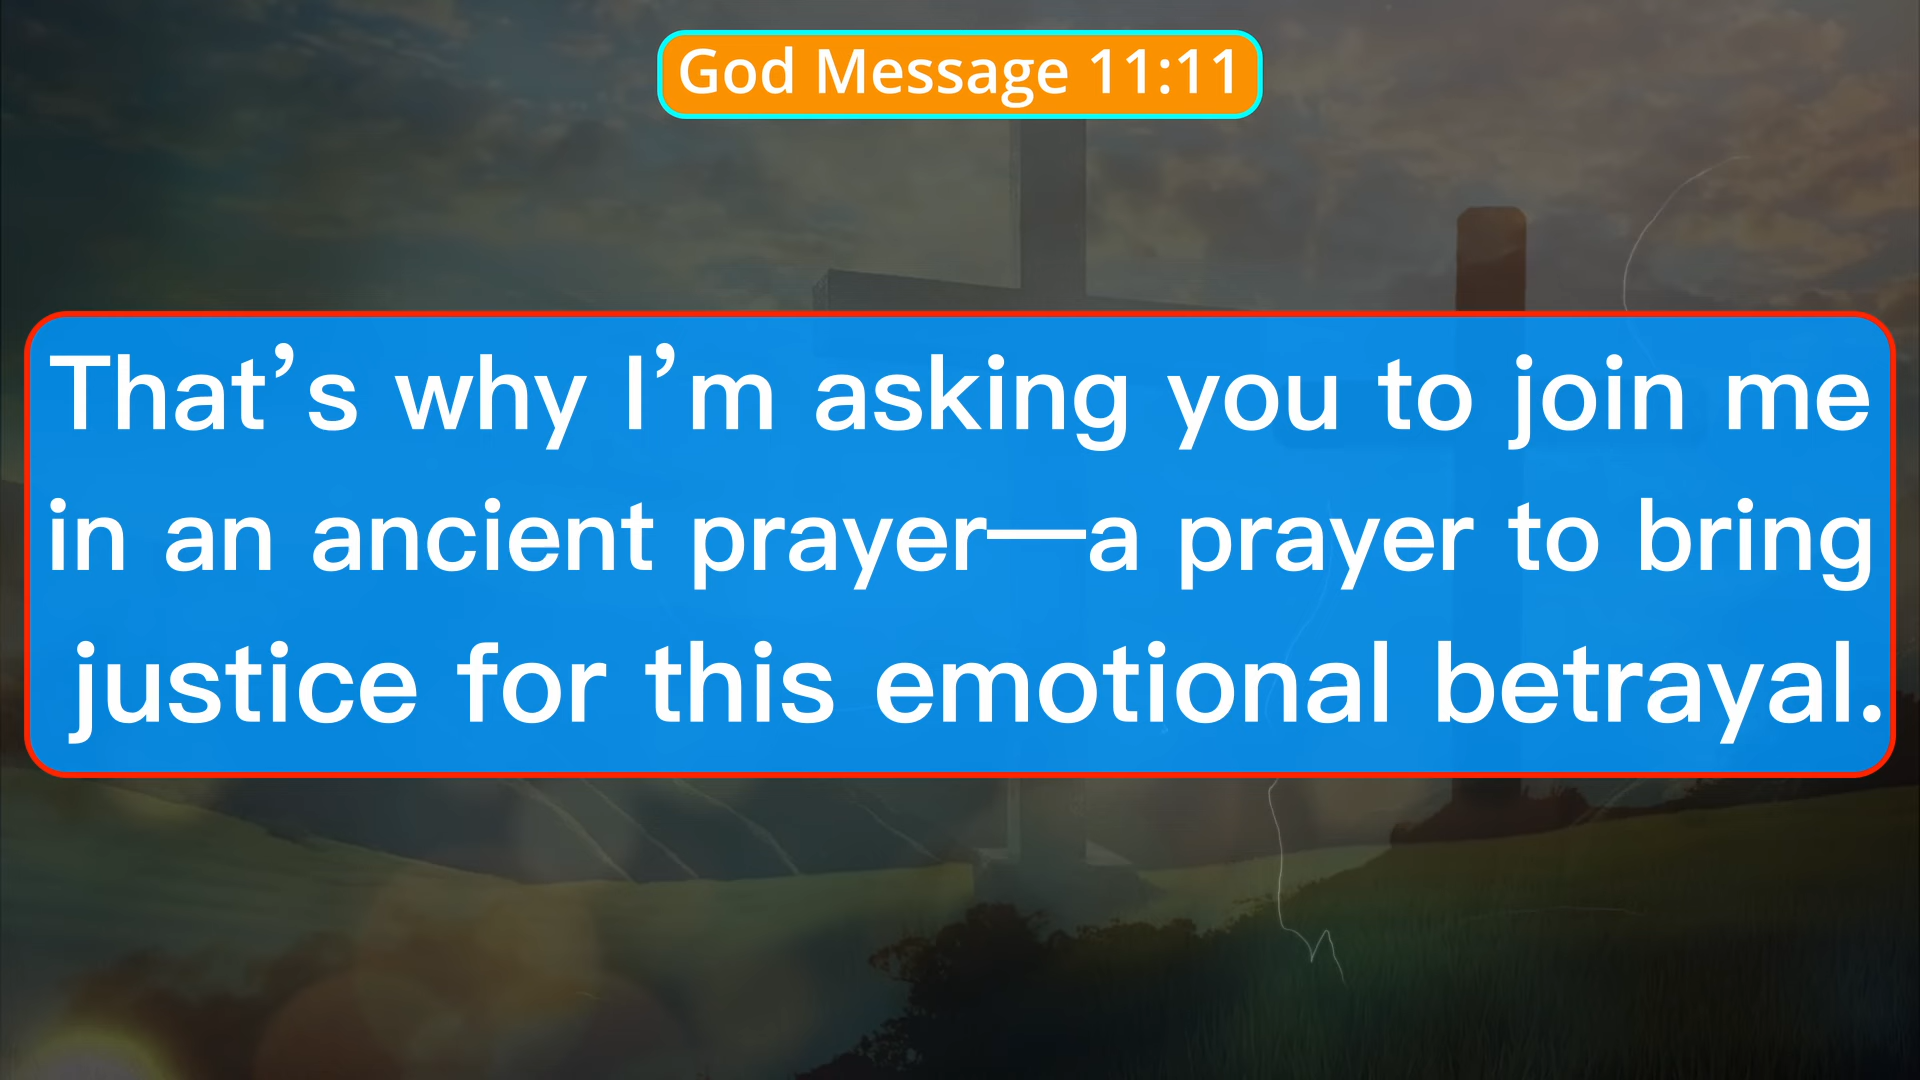 God Message 11:11
That’s why I’m asking you to join me
in an ancient prayer—a prayer to bring
justice for this emotional betrayal.